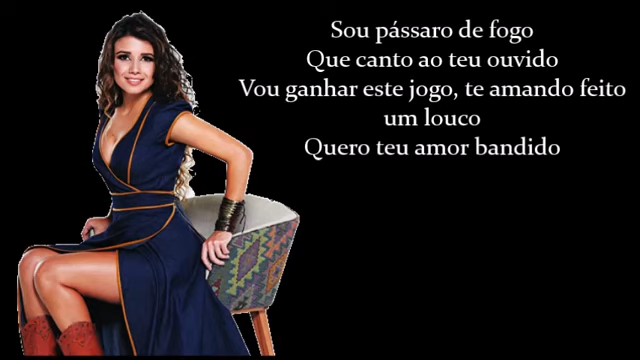 Sou pássaro de fogo
Que canto ao teu ouvido
Vou ganhar este jogo, te amando feito
um louco
Quero teu amor bandido